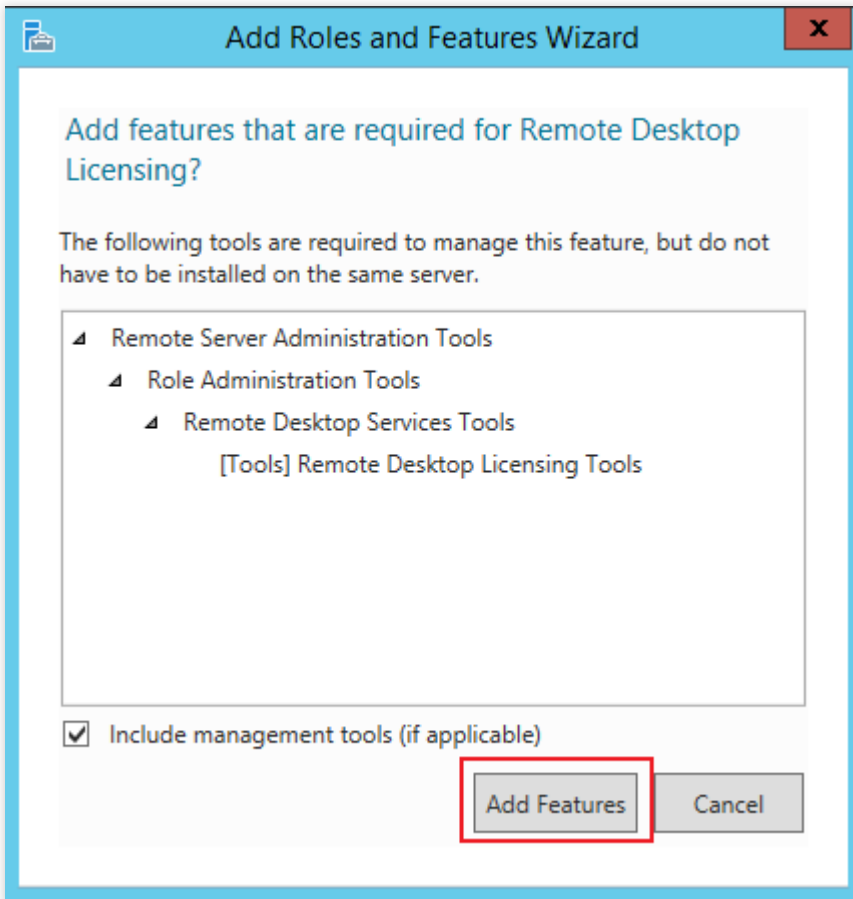 Add Roles and Features Wizard
x
Add features that are required for Remote Desktop
Licensing?
The following tools are required to manage this feature, but do not
have to be installed on the same server.
Remote Server Administration Tools
Role Administration Tools
Remote Desktop Services Tools
[Tools] Remote Desktop Licensing Tools
Include management tools (if applicable)
Add Features
Cancel